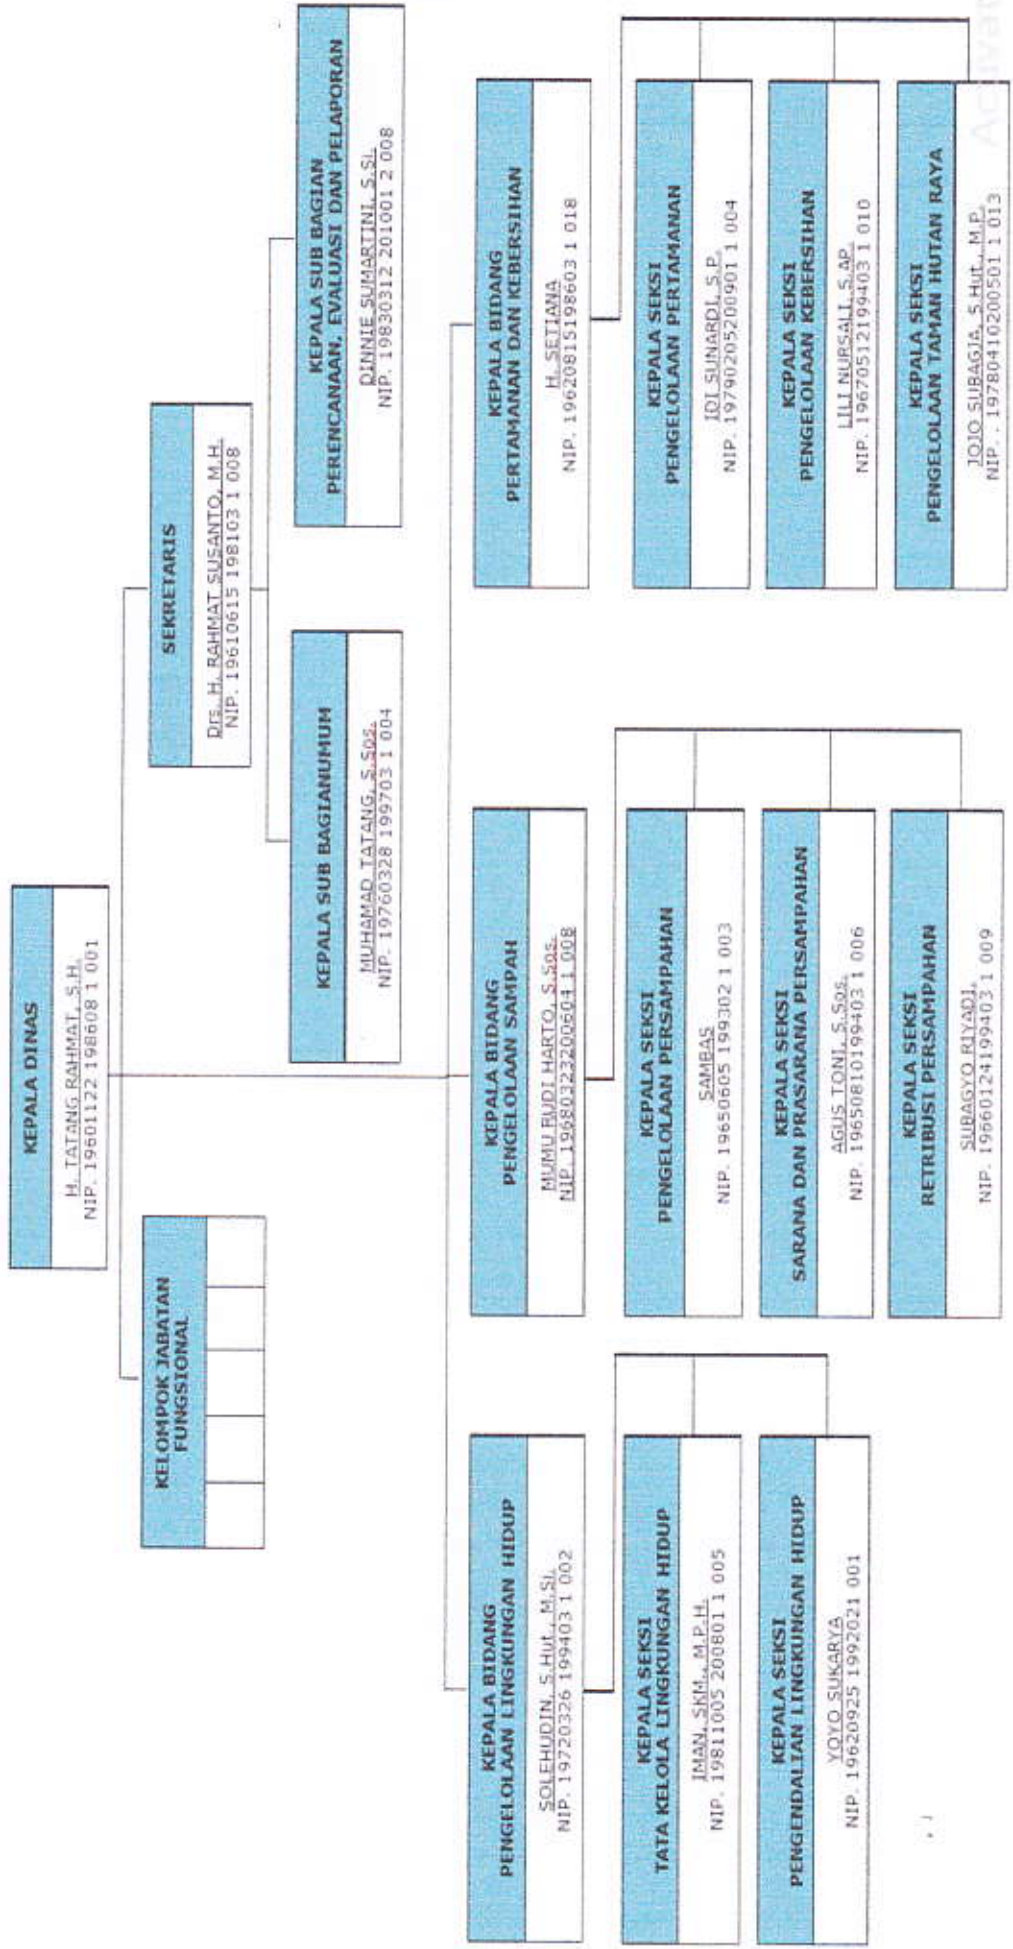 KEPALA DINAS
H. TATANG RAHMAT, S.H.
NIP. 19601122 198608 1 001
KELOMPOK JABATAN
FUNGSIONAL
SEKRETARIS
Drs. H. RAHMAT SUSANTO, M.H.
NIP. 19610615 198103 1 008
KEPALA SUB BAGIANUMUM
MUHAMAD TATANG, S.Sos.
NIP. 19760328 199703 1 004
KEPALA SUB BAGIAN
PERENCANAAN, EVALUASI DAN PELAPORAN
DINNIE SUMARTINI, S.Si.
NIP. 19830312 201001 2 008
KEPALA BIDANG
PENGELOLAAN LINGKUNGAN HIDUP
SOLEHUDIN, S.Hut., M.Si.
NIP. 19720326 199403 1 002
KEPALA SEKSI
TATA KELOLA LINGKUNGAN HIDUP
IMAN, SKM., M.P.H.
NIP. 19811005 200801 1 005
KEPALA SEKSI
PENGENDALIAN LINGKUNGAN HIDUP
YOYO SUKARYA
NIP. 19620925 1992021 001
KEPALA BIDANG
PENGELOLAAN SAMPAH
MUMU RUDI HARTO, S.Sos.
NIP. 196803232200604 1 008
KEPALA SEKSI
PENGELOLAAN PERSAMPAHAN
SAMBAS
NIP. 19650605 199302 1 003
KEPALA SEKSI
SARANA DAN PRASARANA PERSAMPAHAN
AGUS TONI, S.Sos.
NIP. 19650810199403 1 006
KEPALA SEKSI
RETRIBUSI PERSAMPAHAN
SUBAGYO RIYADI.
NIP. 19660124199403 1 009
KEPALA BIDANG
PERTAMANAN DAN KEBERSIHAN
H. SETIANA
NIP. 19620815198603 1 018
KEPALA SEKSI
PENGELOLAAN PERTAMANAN
IDI SUNARDI, S.P.
NIP. 19790205200901 1 004
KEPALA SEKSI
PENGELOLAAN KEBERSIHAN
LILI NURSALI, S.AP.
NIP. 19670512199403 1 010
KEPALA SEKSI
PENGELOLAAN TAMAN HUTAN RAYA
JOJO SUBAGJA, S.Hut., M.P.
NIP. . 19780410200501 1 013